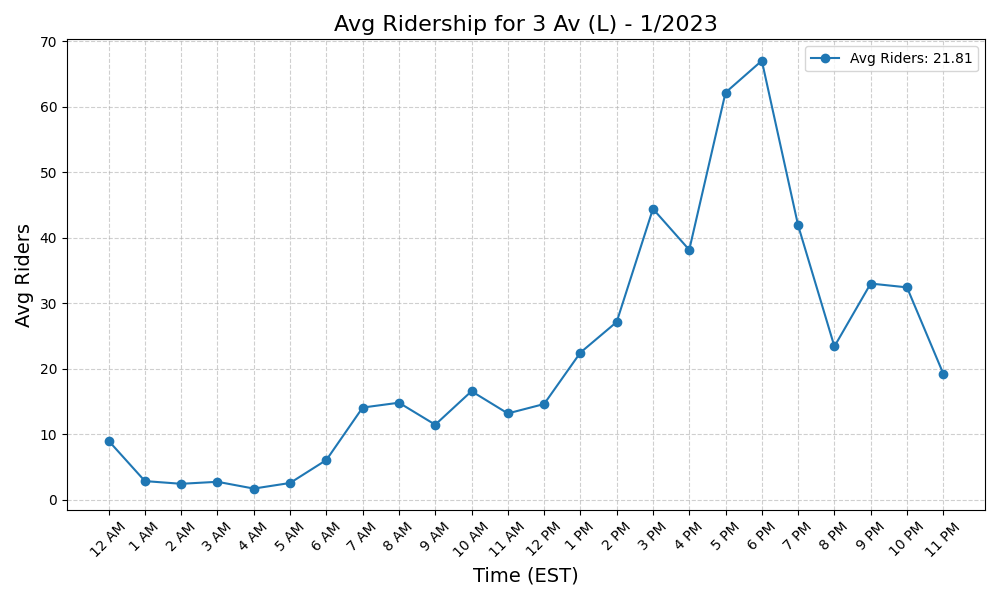 Avg Ridership for 3 Av (L) - 1/2023
Avg Riders: 21.81
Avg Riders
70
60
50
40
30
20
10
0
12 AM
1 AM
2 AM
3 AM
4 AM
5 AM
6 AM
7 AM
8 AM
9 AM
10 AM
11 AM
12 PM
1 PM
2 PM
3 PM
4 PM
5 PM
6 PM
7 PM
8 PM
9 PM
10 PM
11 PM
Time (EST)